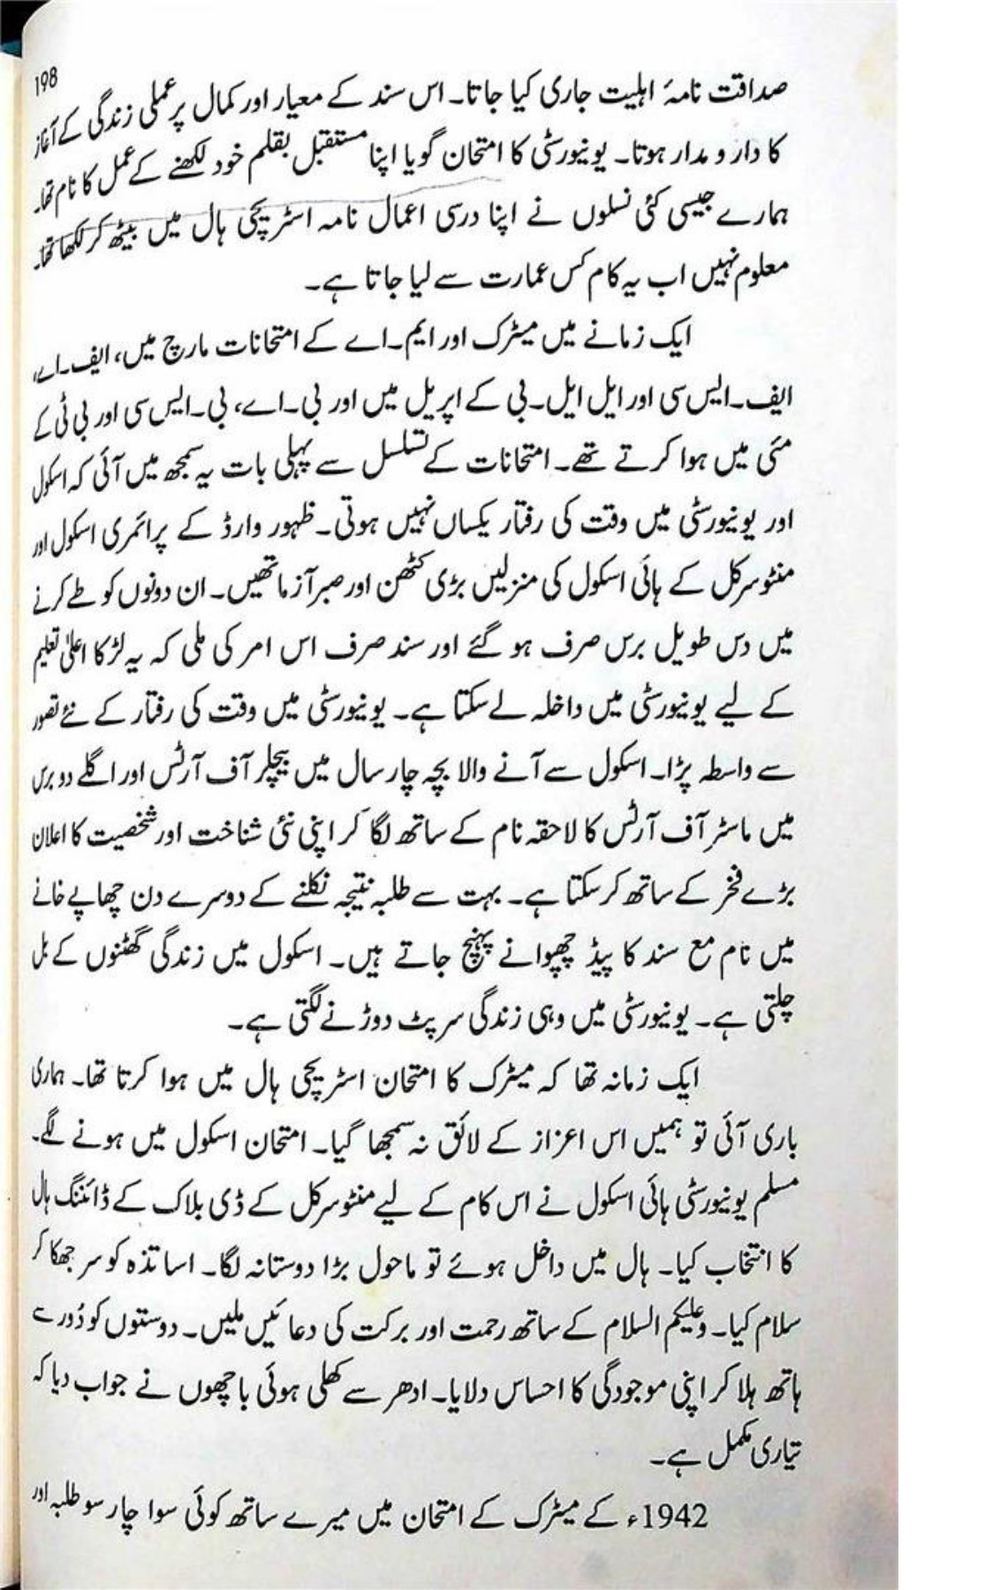 198
صداقت نامۂ اہلیت جاری کیا جاتا۔ اس سند کے معیار اور کمال پر عملی زندگی کے آغاز
کا دار و مدار ہوتا۔ یونیورسٹی کا امتحان گویا اپنا مستقبل بقلم خود لکھنے کے عمل کا نام تھا۔
ہمارے جیسی کئی نسلوں نے اپنا درسی اعمال نامہ اسٹریچی ہال میں بیٹھ کر لکھا تھا۔
معلوم نہیں اب یہ کام کس عمارت سے لیا جاتا ہے۔
ایک زمانے میں میٹرک اور ایم۔اے کے امتحانات مارچ میں، ایف۔اے،
ایف۔ایس سی اور ایل ایل۔بی کے اپریل میں اور بی۔اے، بی۔ایس سی اور بی ٹی کے
مئی میں ہوا کرتے تھے۔ امتحانات کے تسلسل سے پہلی بات یہ سمجھ میں آئی کہ اسکول
اور یونیورسٹی میں وقت کی رفتار یکساں نہیں ہوتی۔ ظہور وارڈ کے پرائمری اسکول اور
منٹو سرکل کے ہائی اسکول کی منزلیں بڑی کٹھن اور صبر آزما تھیں۔ ان دونوں کو طے کرنے
میں دس طویل برس صرف ہو گئے اور سند صرف اس امر کی ملی کہ یہ لڑکا اعلیٰ تعلیم
کے لیے یونیورسٹی میں داخلہ لے سکتا ہے۔ یونیورسٹی میں وقت کی رفتار کے نئے تصور
سے واسطہ پڑا۔ اسکول سے آنے والا بچہ چار سال میں بیچلر آف آرٹس اور اگلے دو برس
میں ماسٹر آف آرٹس کا لاحقہ نام کے ساتھ لگا کر اپنی نئی شناخت اور شخصیت کا اعلان
بڑے فخر کے ساتھ کر سکتا ہے۔ بہت سے طلبہ نتیجہ نکلنے کے دوسرے دن چھاپے خانے
میں نام مع سند کا پیڈ چھپوانے پہنچ جاتے ہیں۔ اسکول میں زندگی گھٹنوں کے بل
چلتی ہے۔ یونیورسٹی میں وہی زندگی سرپٹ دوڑنے لگتی ہے۔
ایک زمانہ تھا کہ میٹرک کا امتحان اسٹریچی ہال میں ہوا کرتا تھا۔ ہماری
باری آئی تو ہمیں اس اعزاز کے لائق نہ سمجھا گیا۔ امتحان اسکول میں ہونے لگے۔
مسلم یونیورسٹی ہائی اسکول نے اس کام کے لیے منٹو سرکل کے ڈی بلاک کے ڈائننگ ہال
کا انتخاب کیا۔ ہال میں داخل ہوئے تو ماحول بڑا دوستانہ لگا۔ اساتذہ کو سر جھکا کر
سلام کیا۔ وعلیکم السلام کے ساتھ رحمت اور برکت کی دعائیں ملیں۔ دوستوں کو دُور سے
ہاتھ ہلا کر اپنی موجودگی کا احساس دلایا۔ ادھر سے کھلی ہوئی باچھوں نے جواب دیا کہ
تیاری مکمل ہے۔
1942ء کے میٹرک کے امتحان میں میرے ساتھ کوئی سوا چار سو طلبہ اور